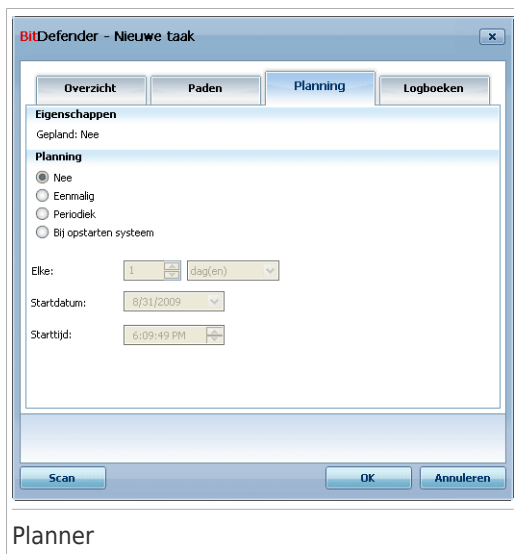 BitDefender - Nieuwe taak
Overzicht Paden Planning Logboeken
Eigenschappen
Gepland: Nee
Planning
Nee
Eenmalig
Periodiek
Bij opstarten systeem
Elke: 1 dag(en)
Startdatum: 8/31/2009
Starttijd: 6:09:49 PM
Scan OK Annuleren
Planner